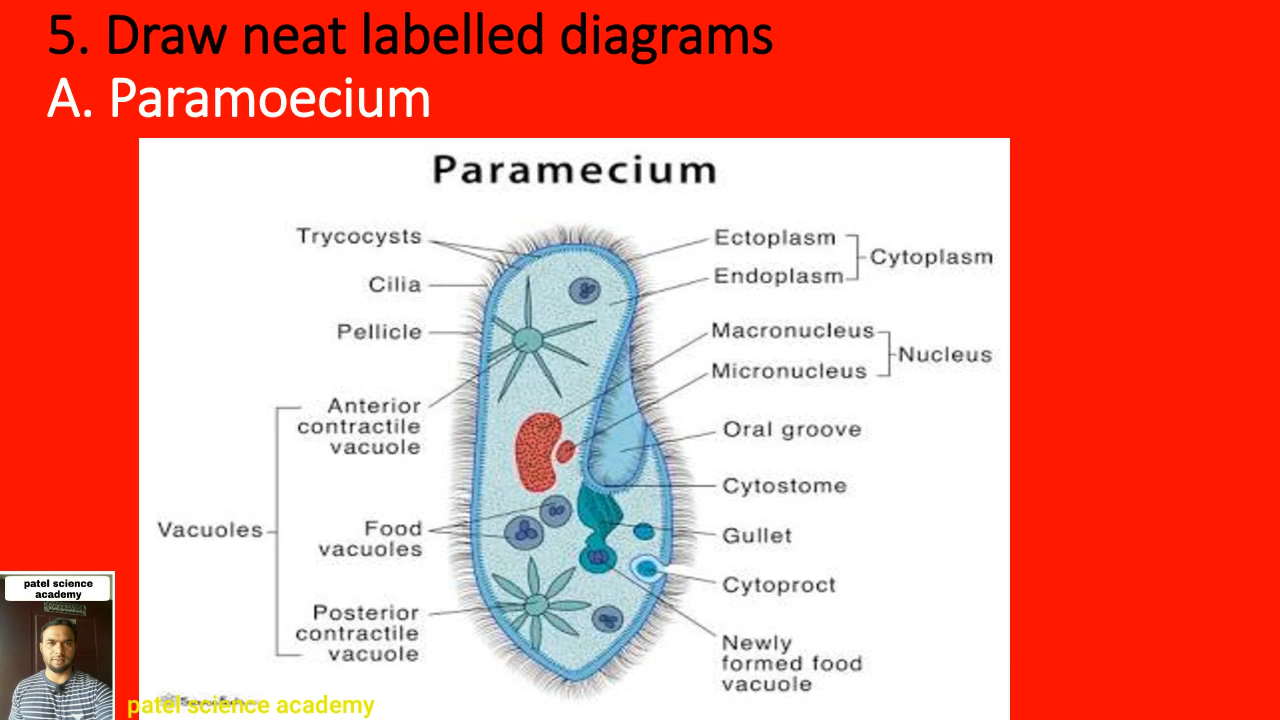 5. Draw neat labelled diagrams
A. Paramoecium
Paramecium
Trycocysts
Cilia
Pellicle
Anterior
contractile
vacuole
Vacuoles
Food
vacuoles
Posterior
contractile
vacuole
Ectoplasm
Endoplasm
Cytoplasm
Macronucleus
Micronucleus
Nucleus
Oral groove
Cytostome
Gullet
Cytoproct
Newly
formed food
vacuole
patel science
academy
patel science academy